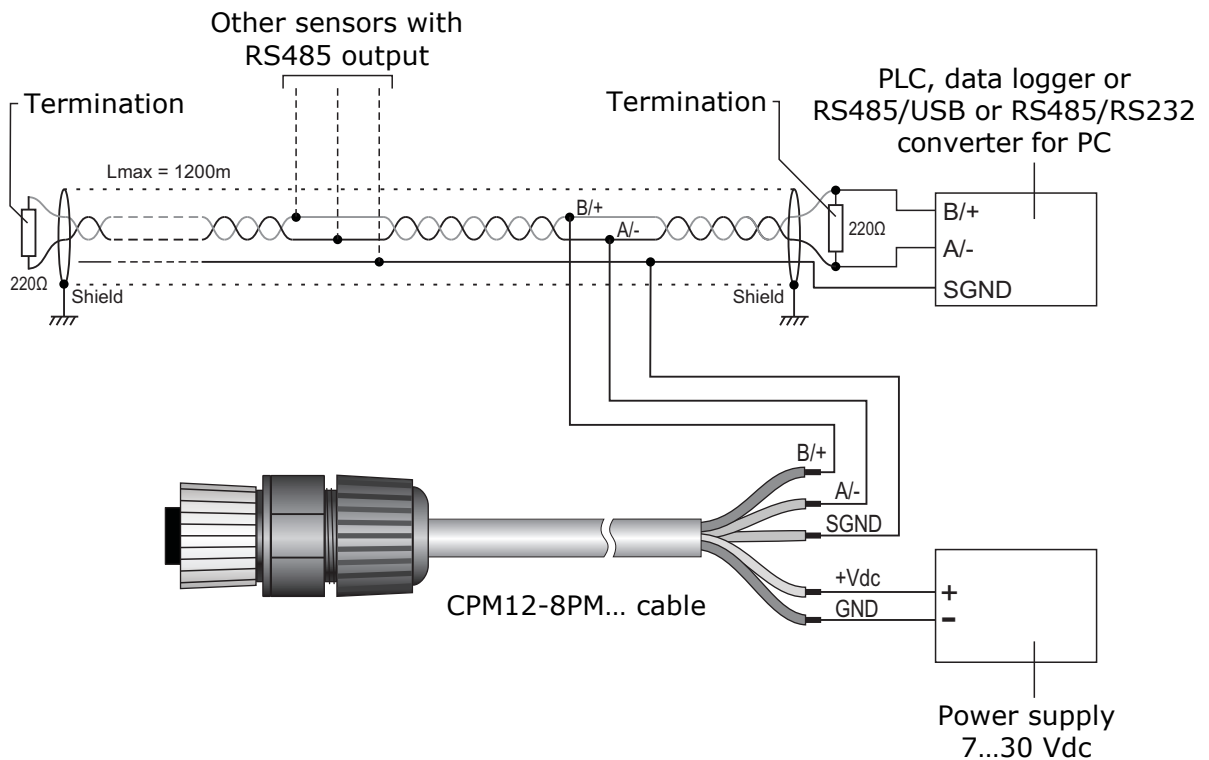 Other sensors with
RS485 output
Termination
Termination
PLC, data logger or
RS485/USB or RS485/RS232
converter for PC
Lmax = 1200m
B/+
A/-
220Ω
220Ω
Shield
Shield
B/+
A/-
SGND
B/+
A/-
SGND
+Vdc
GND
+
-
CPM12-8PM... cable
Power supply
7...30 Vdc